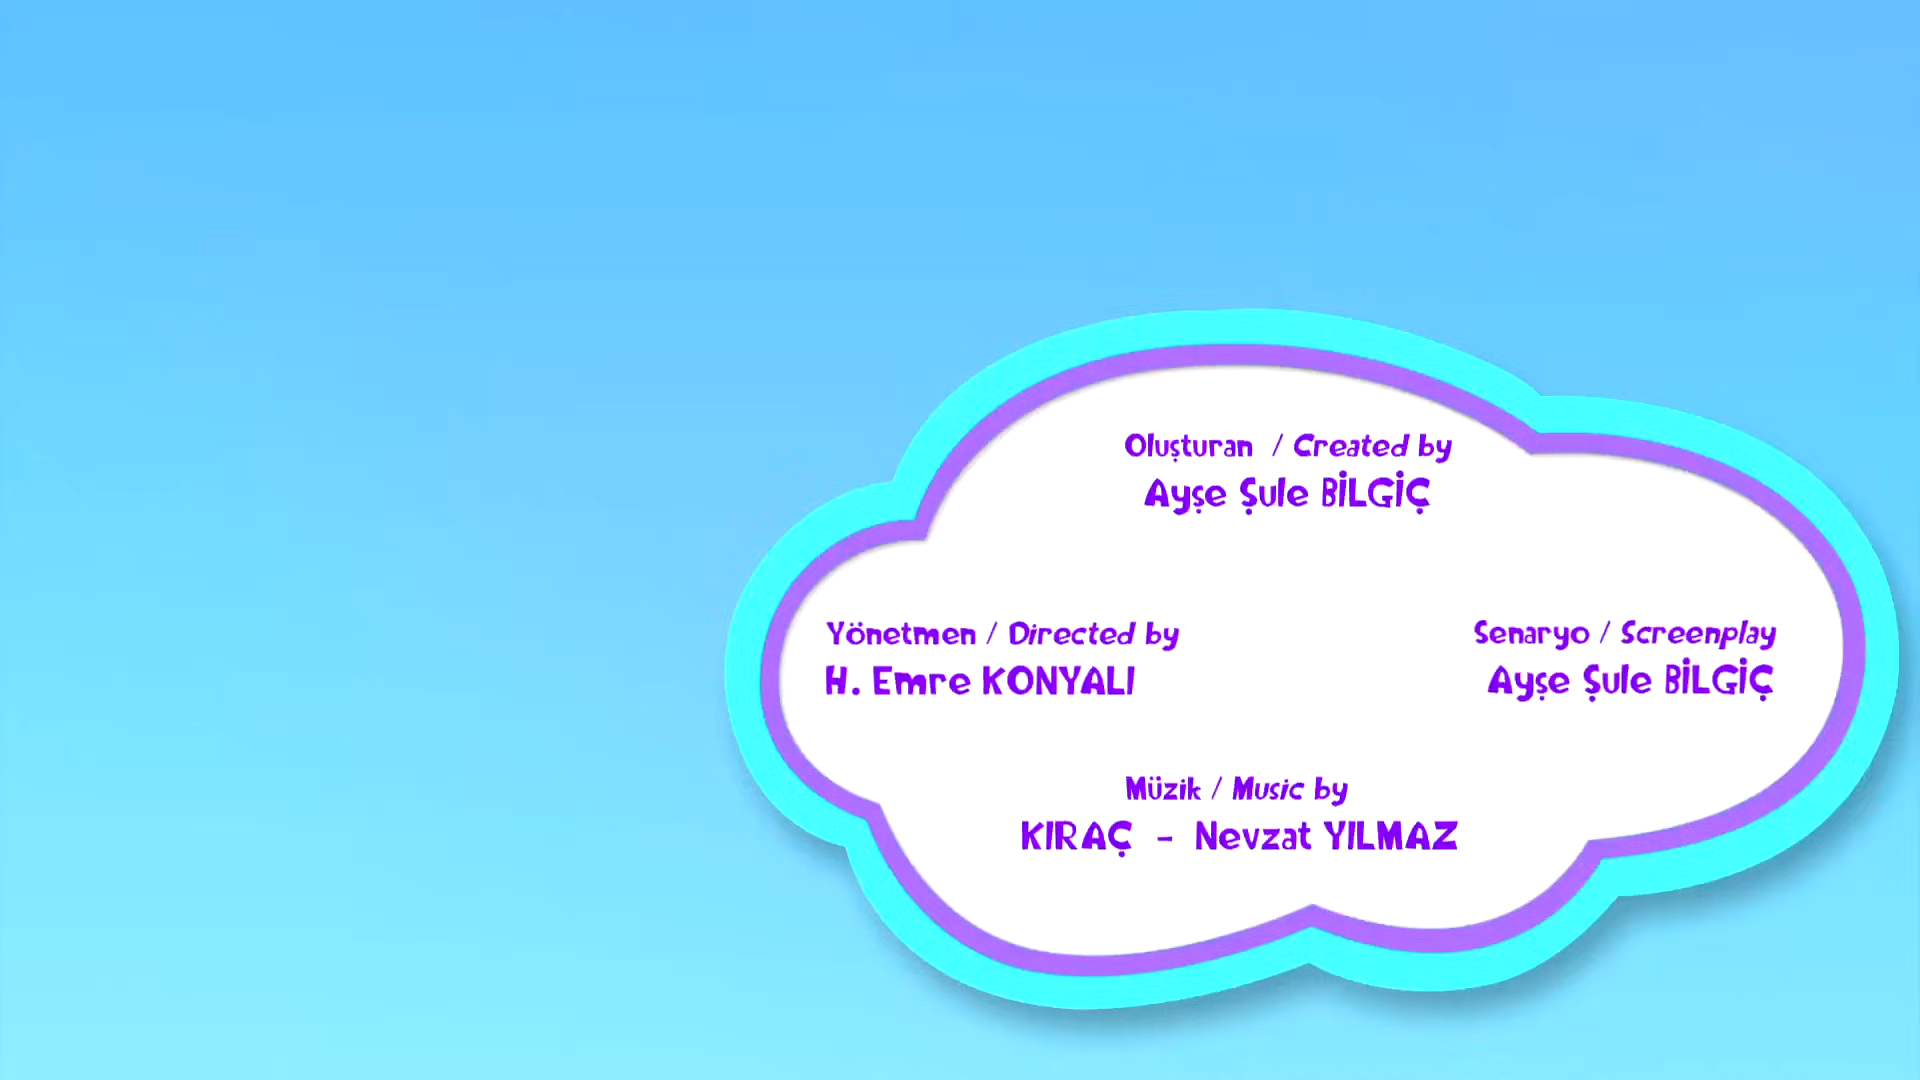 Oluşturan / Created by
Ayşe Şule BİLGİÇ
Yönetmen / Directed by
H. Emre KONYALI
Senaryo / Screenplay
Ayşe Şule BİLGİÇ
Müzik / Music by
KIRAÇ - Nevzat YILMAZ